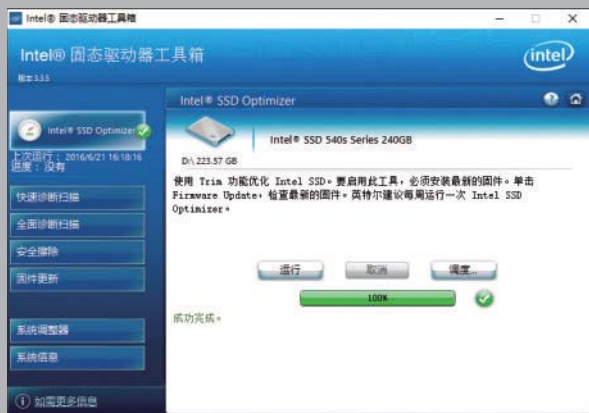 Intel® 固态驱动器工具箱
Intel® 固态驱动器工具箱
版本 3.3.5
intel
Intel® SSD Optimizer
Intel® SSD Optimizer
上次运行：2016/6/21 16:18:16
进度：没有
快速诊断扫描
全面诊断扫描
安全擦除
固件更新
系统调整器
系统信息
如需更多信息
Intel® SSD 540s Series 240GB
D:\ 223.57 GB
使用 Trim 功能优化 Intel SSD。要启用此工具，必须安装最新的固件。单击
Firmware Update，检查最新的固件。英特尔建议每周运行一次 Intel SSD
Optimizer。
运行
取消
调度...
100%
成功完成。